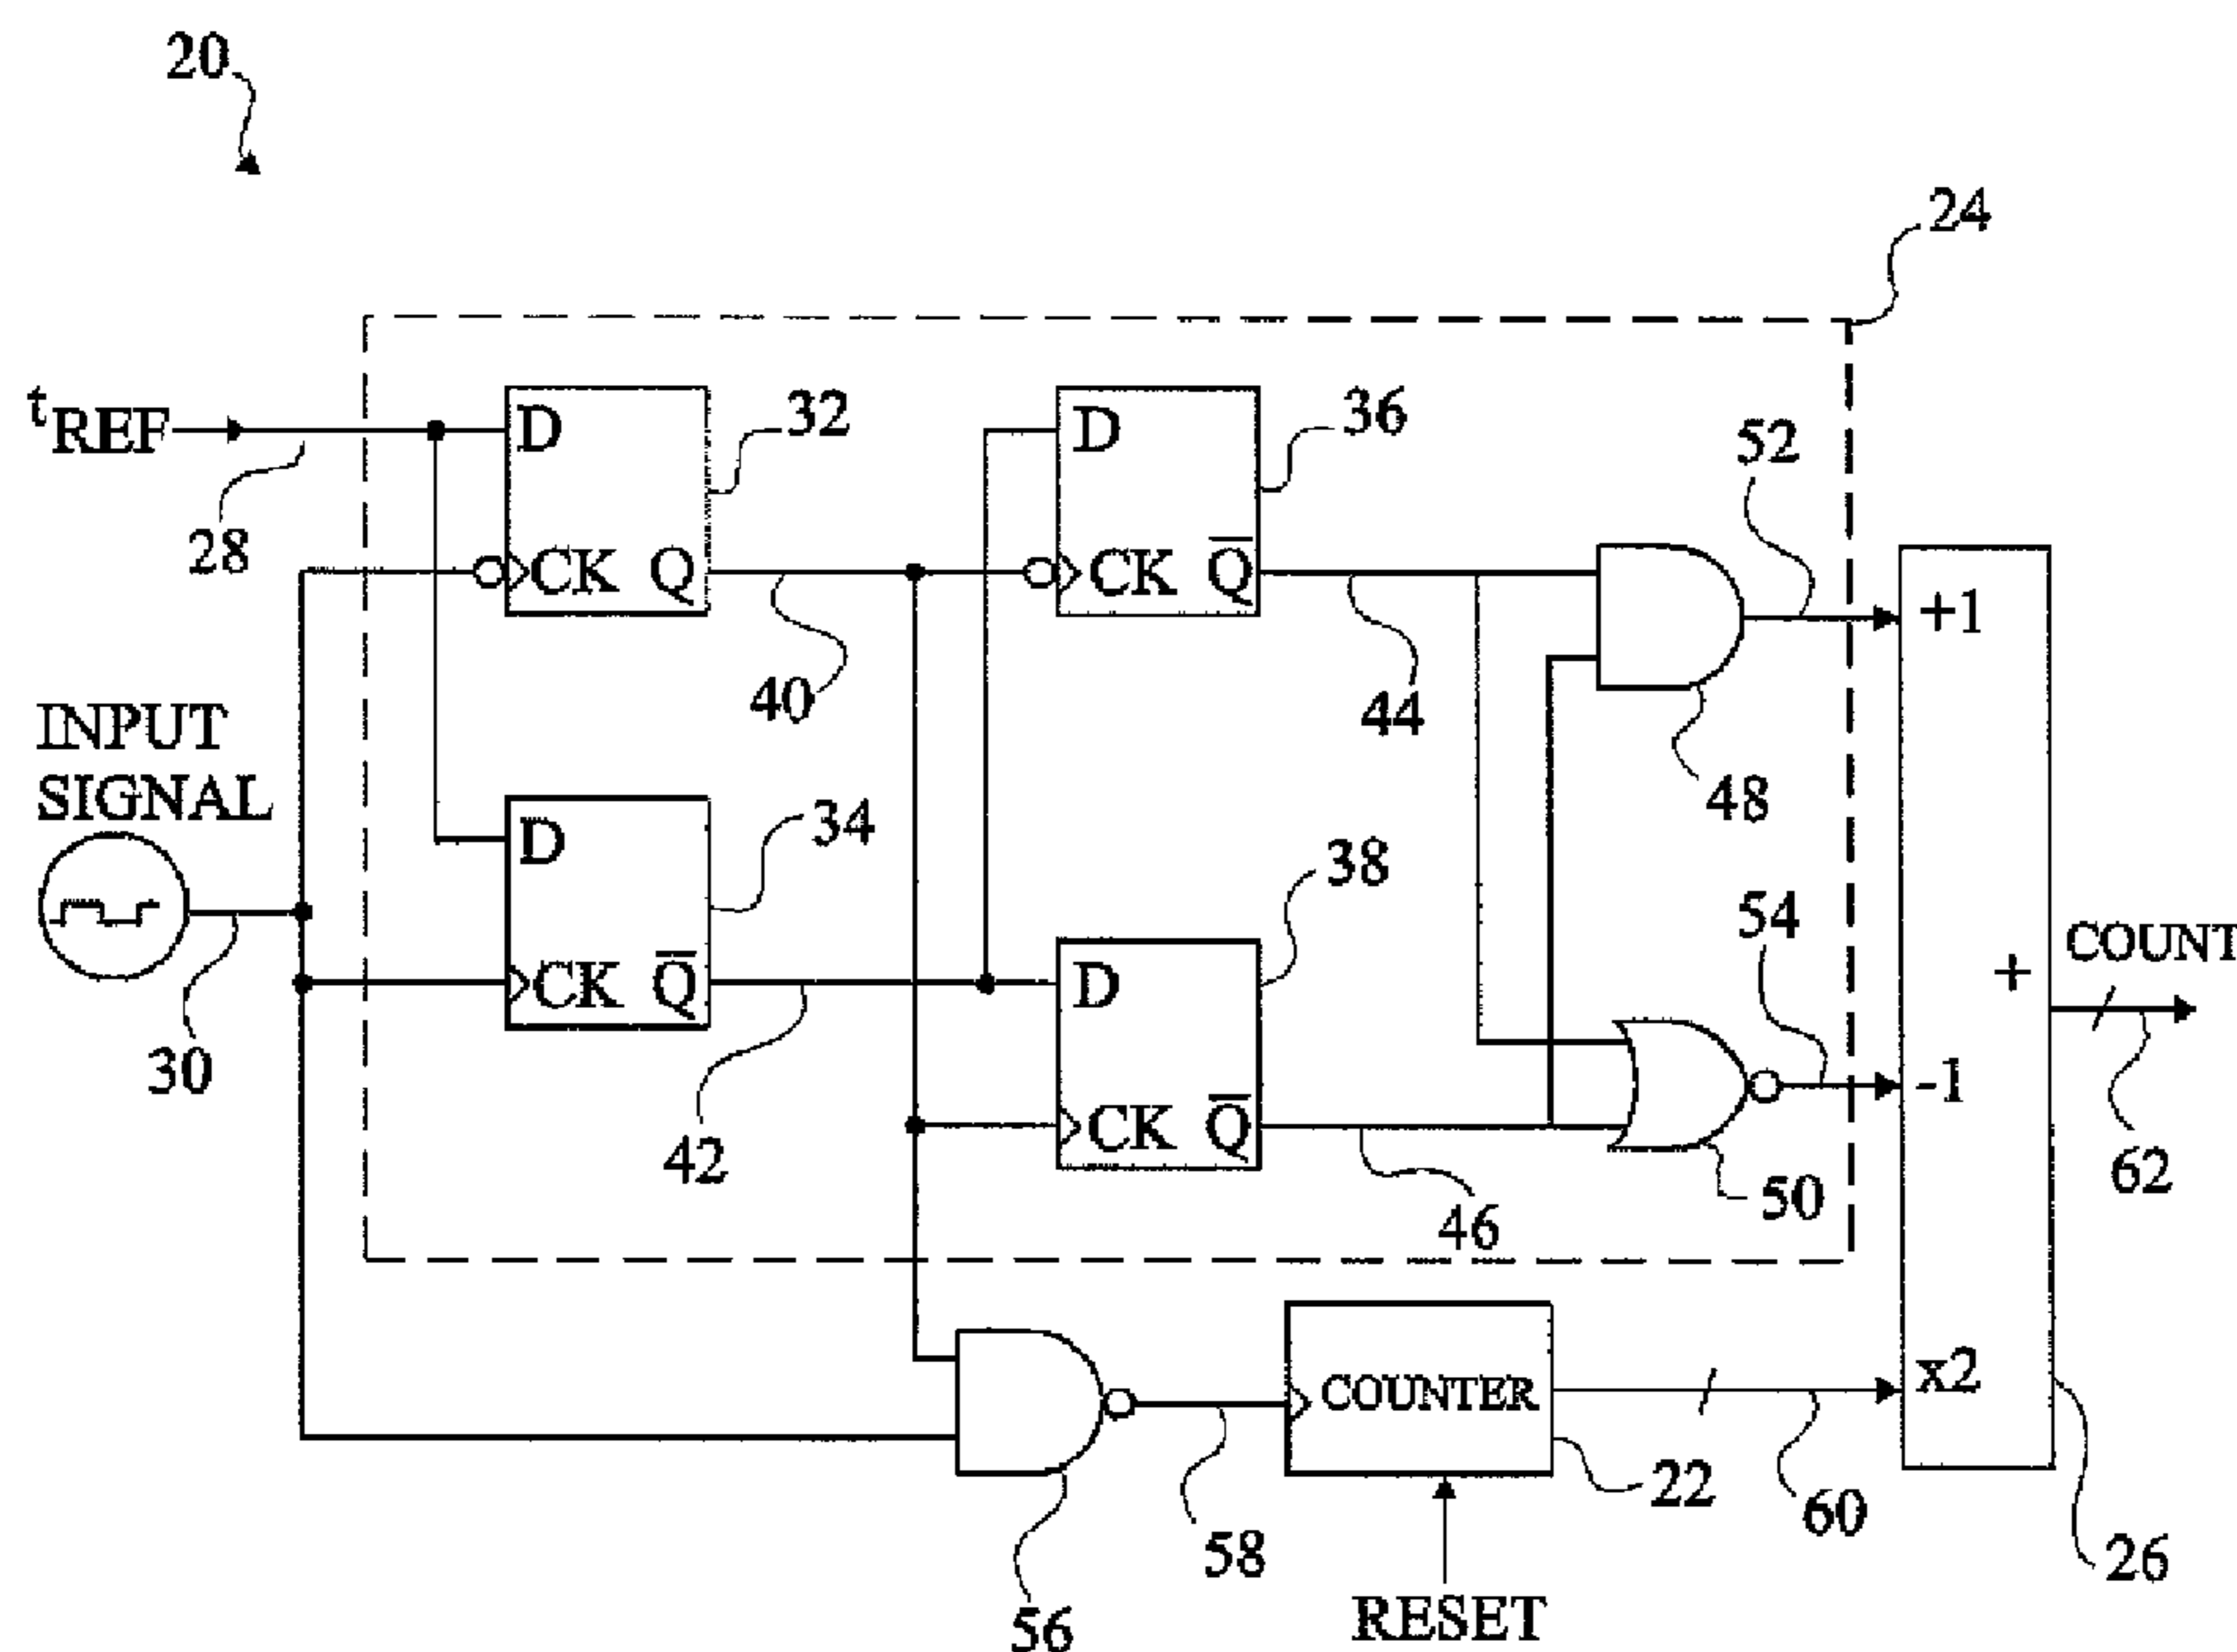 20
24
tREF
28
D
CK Q
32
D
CK Q̅
36
52
+1
40
44
48
INPUT
SIGNAL
30
D
CK Q̅
34
42
D
CK Q̅
38
46
54
-1
50
+
COUNT
62
x2
COUNTER
22
60
26
56
58
RESET